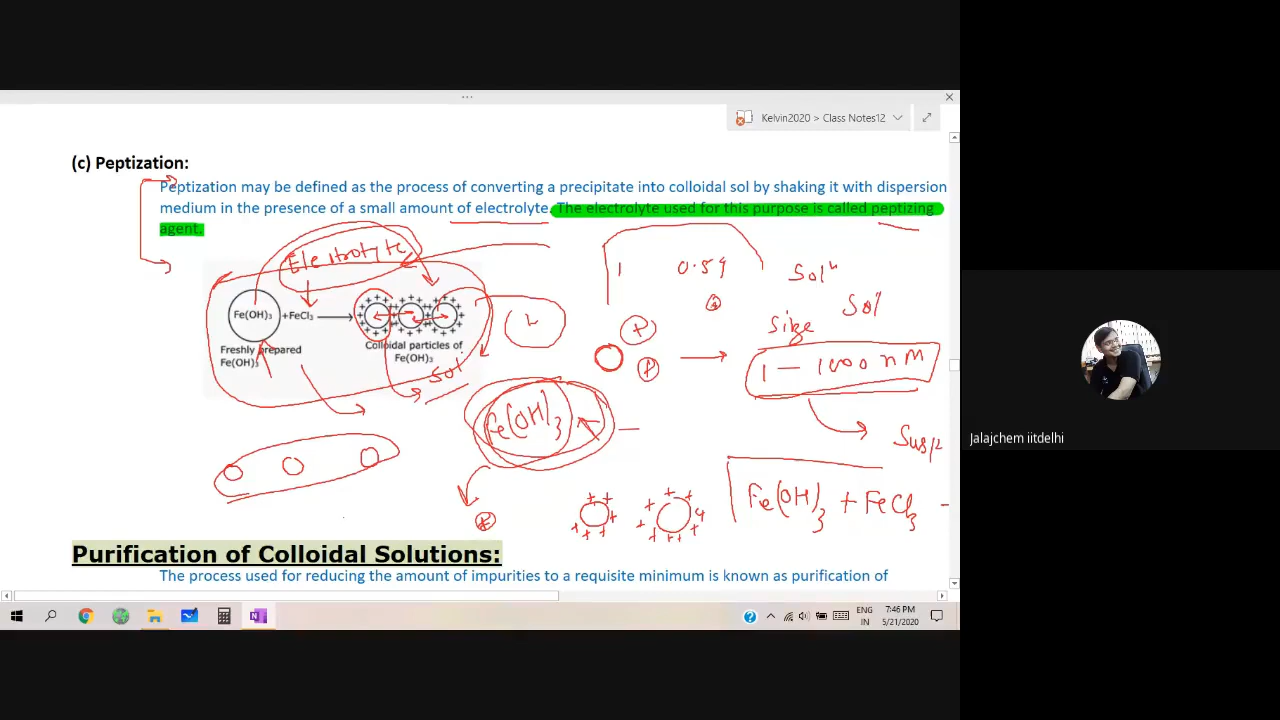 Kelvin2020 > Class Notes12
(c) Peptization:
Peptization may be defined as the process of converting a precipitate into colloidal sol by shaking it with dispersion
medium in the presence of a small amount of electrolyte. The electrolyte used for this purpose is called peptizing
agent.
Electrolyte
Fe(OH)₃ +FeCl₃
Freshly prepared
Fe(OH)₃
Colloidal particles of
Fe(OH)₃
Sol
Solⁿ
Sol
size
1 – 1000 nm
Susp
Fe(OH)₃
Fe(OH)₃ + FeCl₃
Jalajchem iitdelhi
Purification of Colloidal Solutions:
The process used for reducing the amount of impurities to a requisite minimum is known as purification of
ENG
IN
7:46 PM
5/21/2020